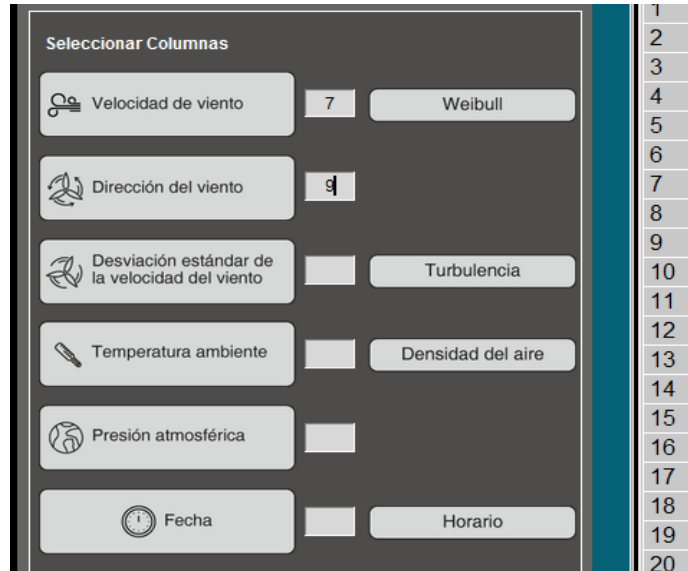 Seleccionar Columnas
Velocidad de viento
7
Weibull
Dirección del viento
9
Desviación estándar de
la velocidad del viento
Turbulencia
Temperatura ambiente
Densidad del aire
Presión atmosférica
Fecha
Horario
1
2
3
4
5
6
7
8
9
10
11
12
13
14
15
16
17
18
19
20